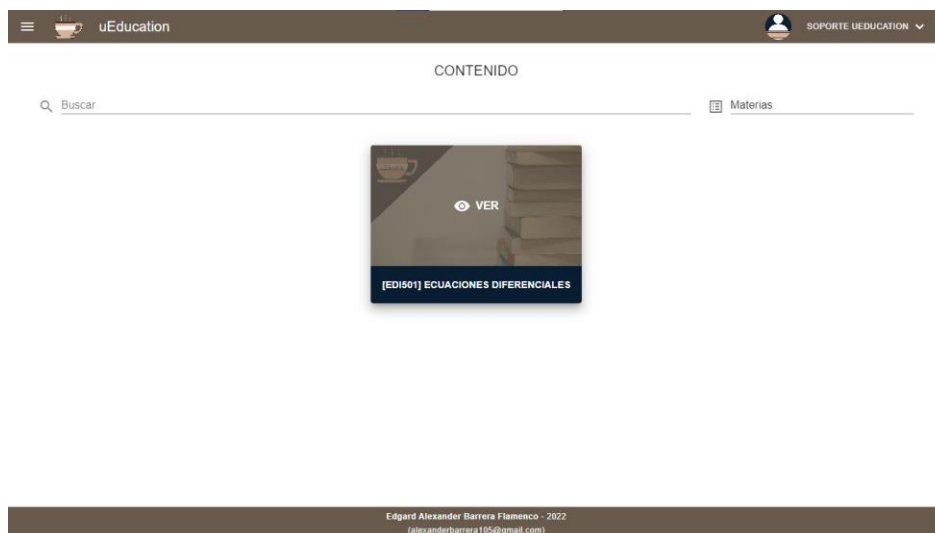 uEducation
SOPORTE UEDUCATION
CONTENIDO
Buscar
Materias
VER
[EDI501] ECUACIONES DIFERENCIALES
Edgard Alexander Barrera Flamenco - 2022
(alexanderbarrera105@gmail.com)